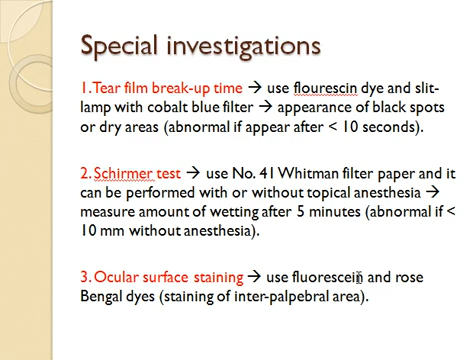 Special investigations
1.Tear film break-up time → use flourescin dye and slit-
lamp with cobalt blue filter → appearance of black spots
or dry areas (abnormal if appear after < 10 seconds).
2. Schirmer test → use No. 41 Whitman filter paper and it
can be performed with or without topical anesthesia →
measure amount of wetting after 5 minutes (abnormal if <
10 mm without anesthesia).
3. Ocular surface staining → use fluorescein and rose
Bengal dyes (staining of inter-palpebral area).